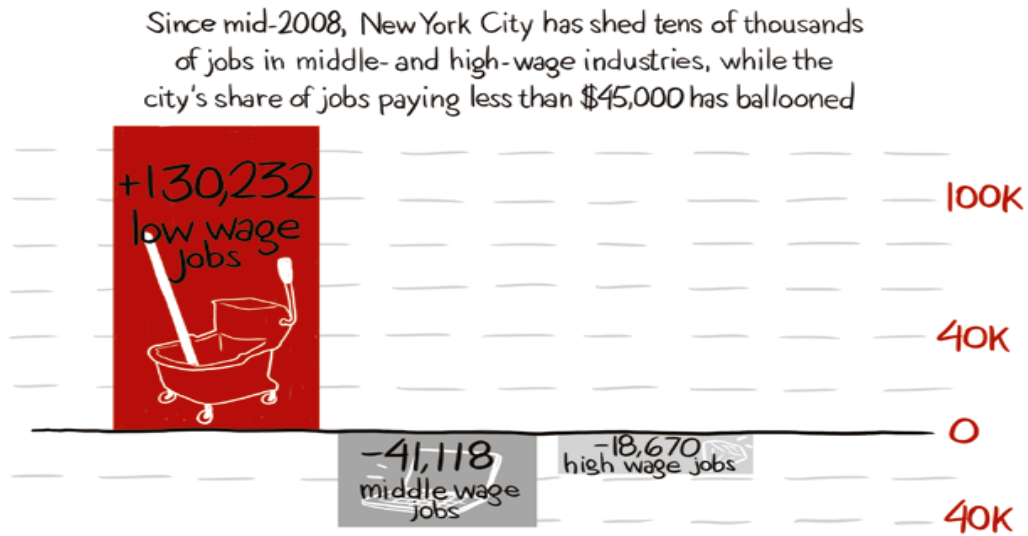 Since mid-2008, New York City has shed tens of thousands
of jobs in middle- and high-wage industries, while the
city's share of jobs paying less than $45,000 has ballooned
+130,232
low wage
jobs
100K
40K
0
-41,118
middle wage
jobs
-18,670
high wage jobs
40K